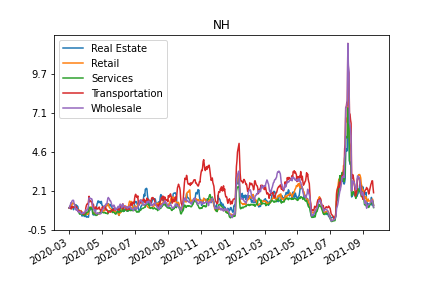 NH
Real Estate
Retail
Services
Transportation
Wholesale
9.7
7.1
4.6
2.1
-0.5
2020-03
2020-05
2020-07
2020-09
2020-11
2021-01
2021-03
2021-05
2021-07
2021-09